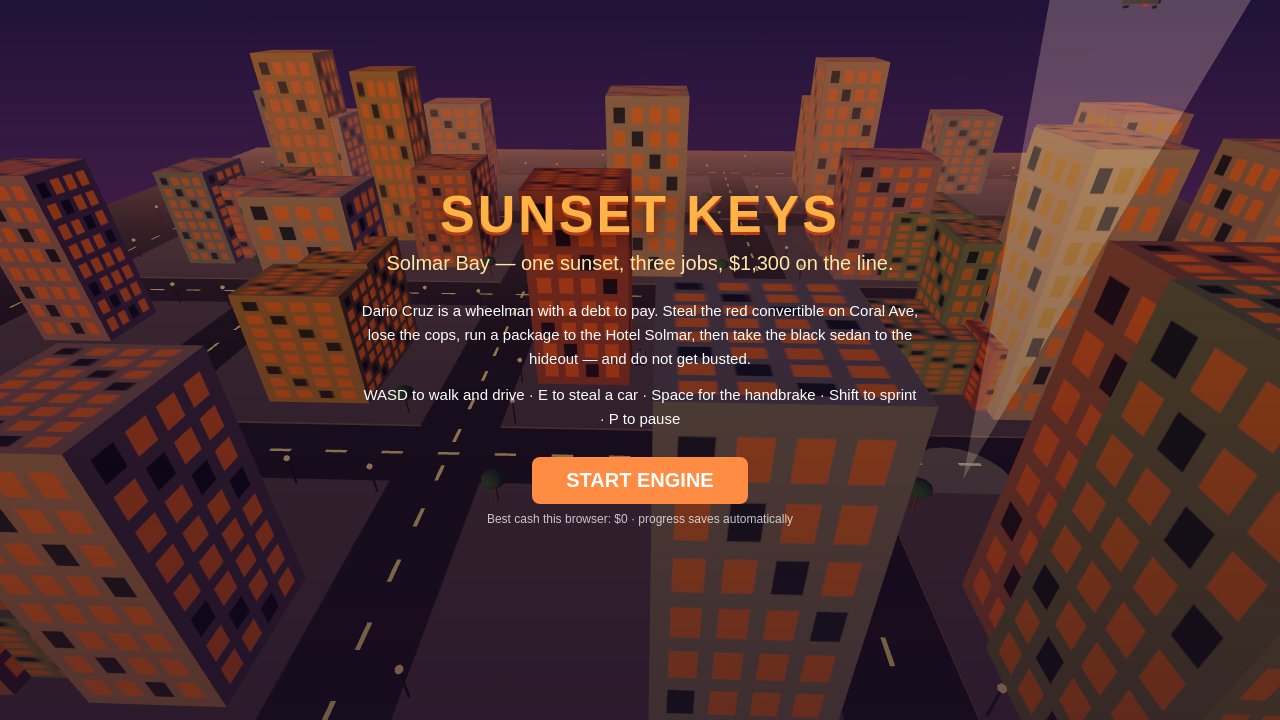 SUNSET KEYS
Solmar Bay — one sunset, three jobs, $1,300 on the line.
Dario Cruz is a wheelman with a debt to pay. Steal the red convertible on Coral Ave,
lose the cops, run a package to the Hotel Solmar, then take the black sedan to the
hideout — and do not get busted.
WASD to walk and drive · E to steal a car · Space for the handbrake · Shift to sprint
· P to pause
START ENGINE
Best cash this browser: $0 · progress saves automatically